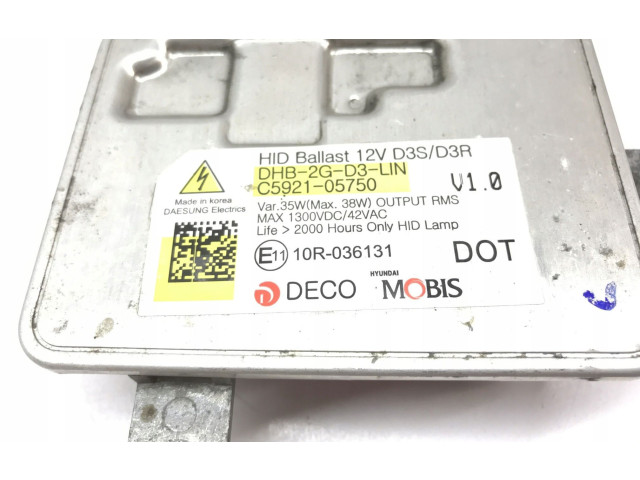 HID Ballast 12V D3S/D3R
DHB-2G-D3-LIN
C5921-05750
V1.0
Made in korea
DAESUNG Electrics
Var.35W(Max. 38W) OUTPUT RMS
MAX 1300VDC/42VAC
Life > 2000 Hours Only HID Lamp
E11 10R-036131
DOT
DECO
HYUNDAI
MOBIS